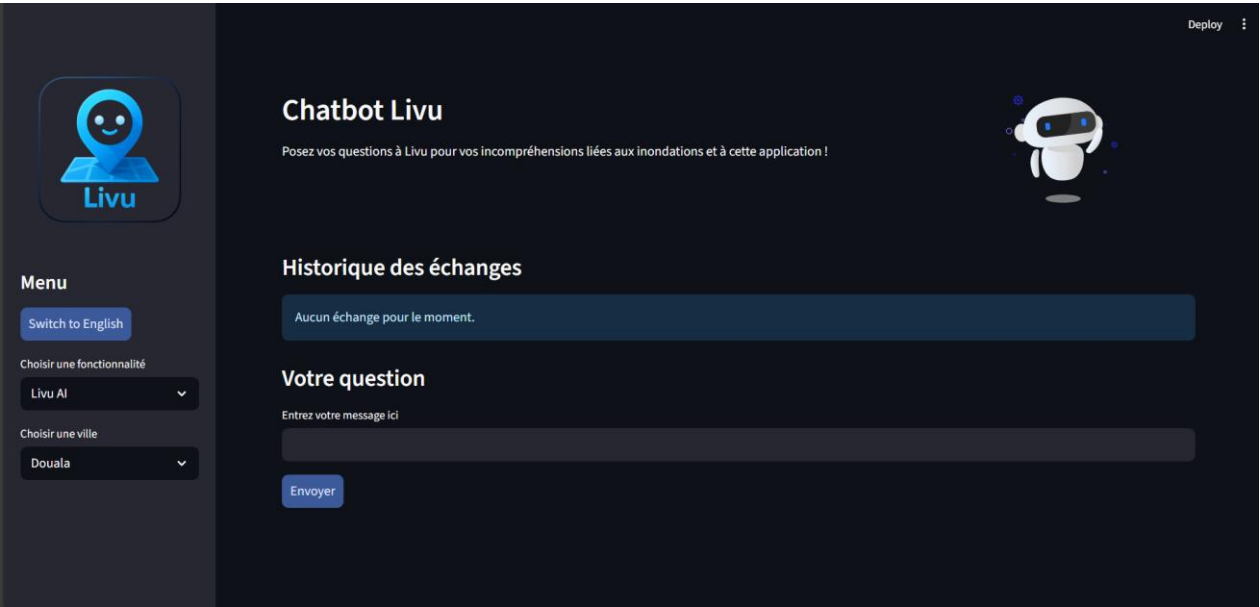 Deploy
Livu
Menu
Switch to English
Choisir une fonctionnalité
Livu AI
Choisir une ville
Douala
Chatbot Livu
Posez vos questions à Livu pour vos incompréhensions liées aux inondations et à cette application !
Historique des échanges
Aucun échange pour le moment.
Votre question
Entrez votre message ici
Envoyer